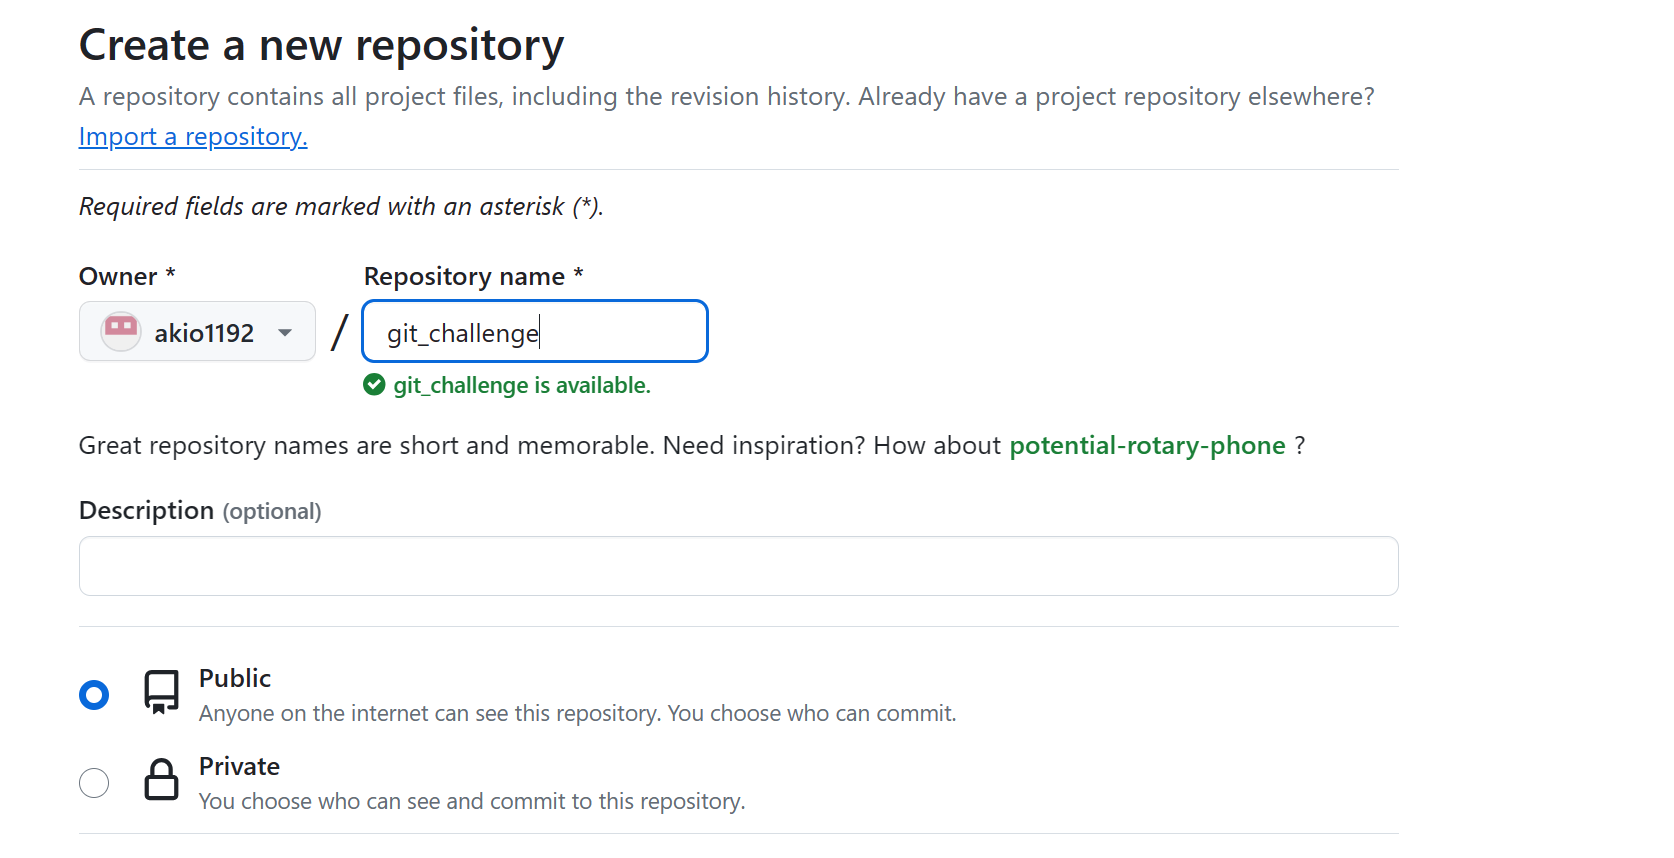 Create a new repository
A repository contains all project files, including the revision history. Already have a project repository elsewhere?
Import a repository.
Required fields are marked with an asterisk (*).
Owner *
Repository name *
akio1192
/
git_challenge
git_challenge is available.
Great repository names are short and memorable. Need inspiration? How about potential-rotary-phone ?
Description (optional)
Public
Anyone on the internet can see this repository. You choose who can commit.
Private
You choose who can see and commit to this repository.